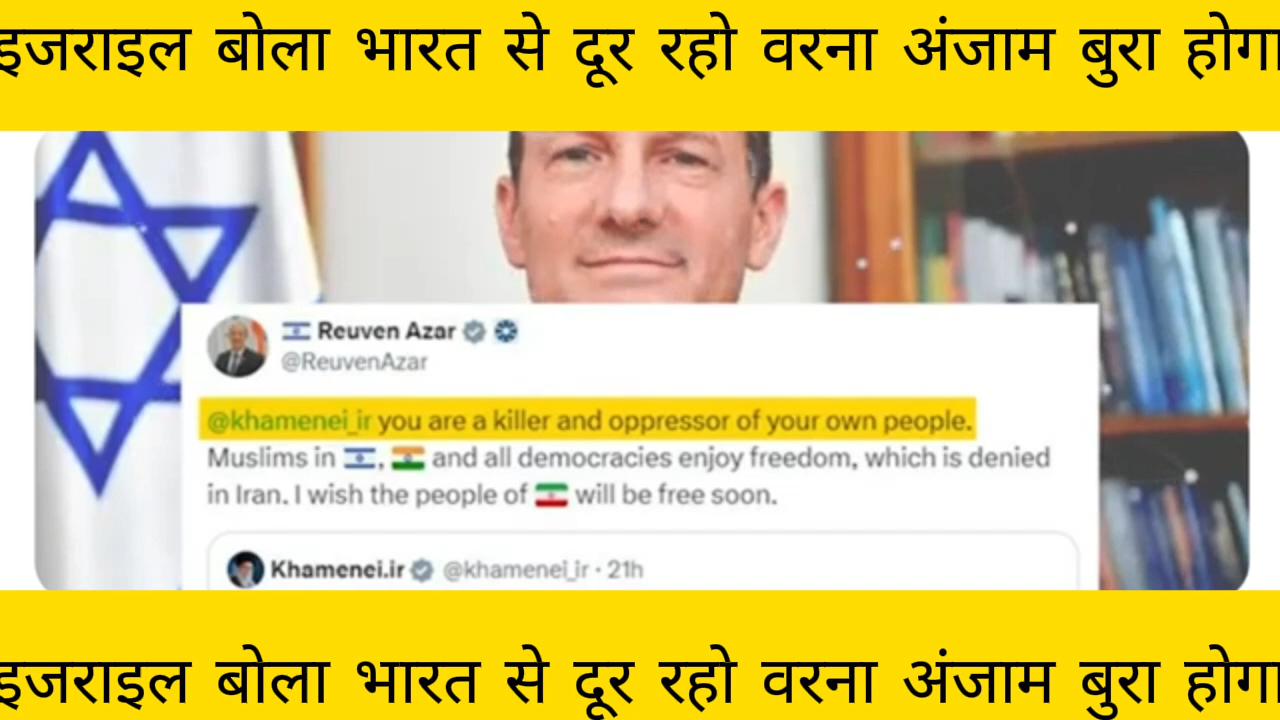 इजराइल बोला भारत से दूर रहो वरना अंजाम बुरा होगा
Reuven Azar
@ReuvenAzar
@khamenei_ir you are a killer and oppressor of your own people.
Muslims in 🇮🇱, 🇮🇳 and all democracies enjoy freedom, which is denied
in Iran. I wish the people of 🇮🇷 will be free soon.
Khamenei.ir @khamenei_ir · 21h
इजराइल बोला भारत से दूर रहो वरना अंजाम बुरा होगा